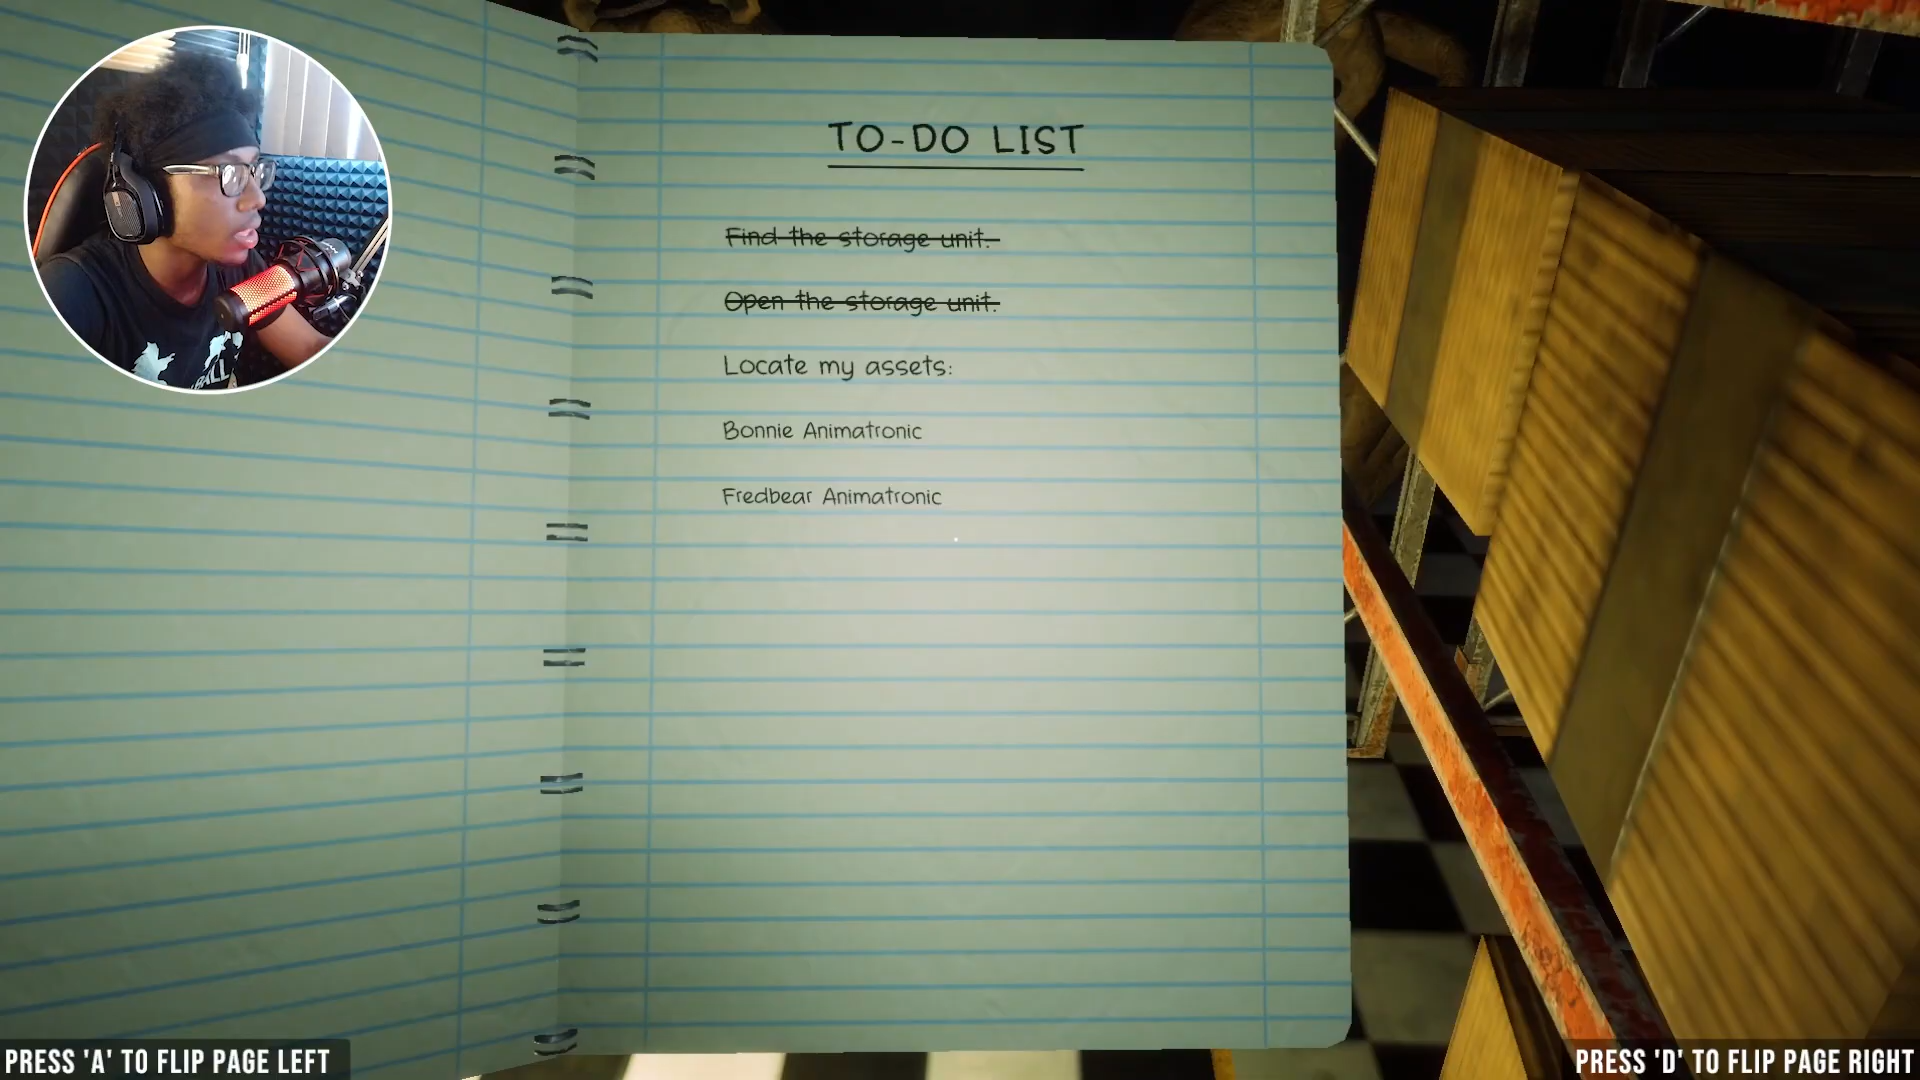 TO-DO LIST
Find the storage unit.
Open the storage unit.
Locate my assets:
Bonnie Animatronic
Fredbear Animatronic
PRESS 'A' TO FLIP PAGE LEFT
PRESS 'D' TO FLIP PAGE RIGHT